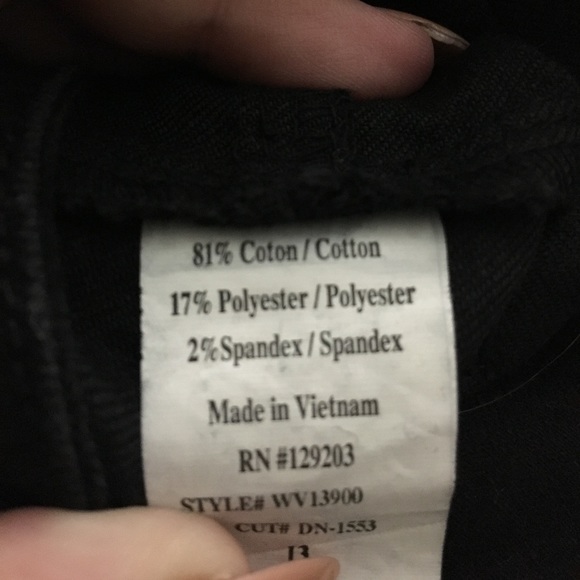 81% Coton / Cotton
17% Polyester / Polyester
2%Spandex / Spandex
Made in Vietnam
RN #129203
STYLE# WV13900
CUT# DN-1553
13